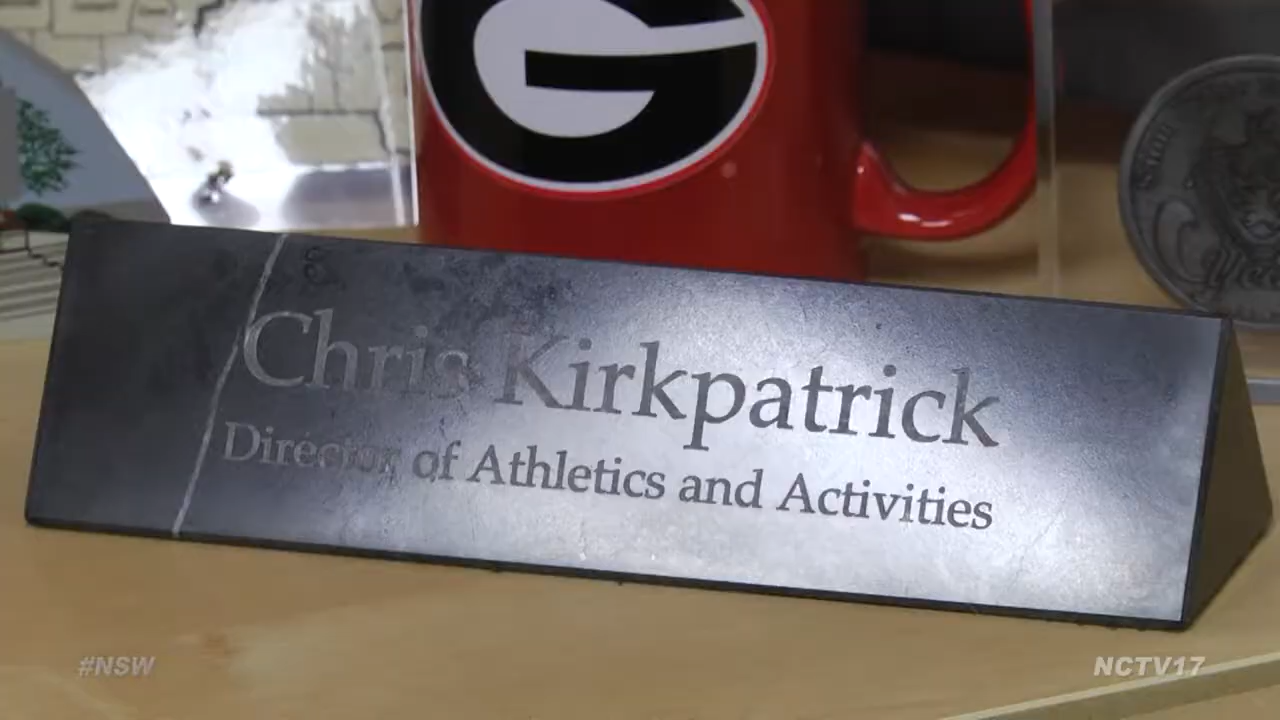 G
Chris Kirkpatrick
Director of Athletics and Activities
#NSW
NCTV17